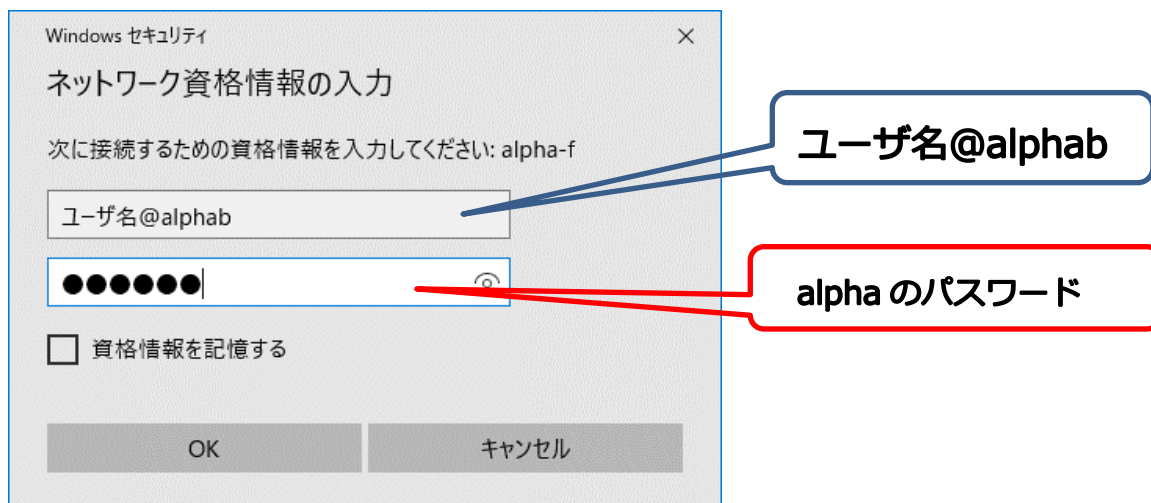 Windows セキュリティ
ネットワーク資格情報の入力
次に接続するための資格情報を入力してください: alpha-f
ユーザ名@alphab
●●●●●●
資格情報を記憶する
OK
キャンセル
ユーザ名@alphab
alpha のパスワード